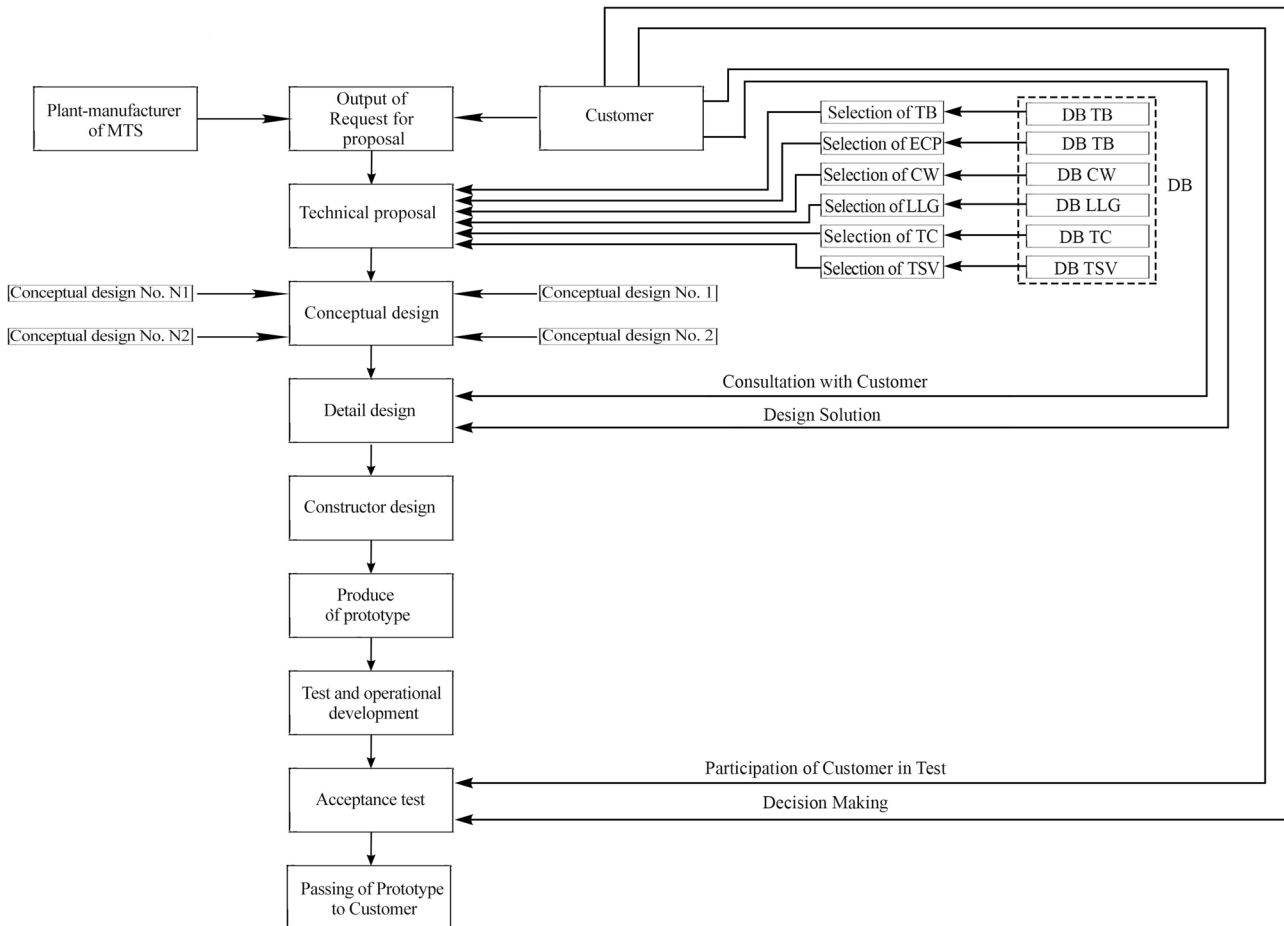 Plant-manufacturer
of MTS
Output of
Request for
proposal
Customer
Selection of TB
DB TB
Selection of ECP
DB TB
Selection of CW
DB CW
DB
Selection of LLG
DB LLG
Selection of TC
DB TC
Selection of TSV
DB TSV
Technical proposal
[Conceptual design No. N1]
[Conceptual design No. 1]
Conceptual design
[Conceptual design No. N2]
[Conceptual design No. 2]
Consultation with Customer
Detail design
Design Solution
Constructor design
Produce
of prototype
Test and operational
development
Participation of Customer in Test
Acceptance test
Decision Making
Passing of Prototype
to Customer